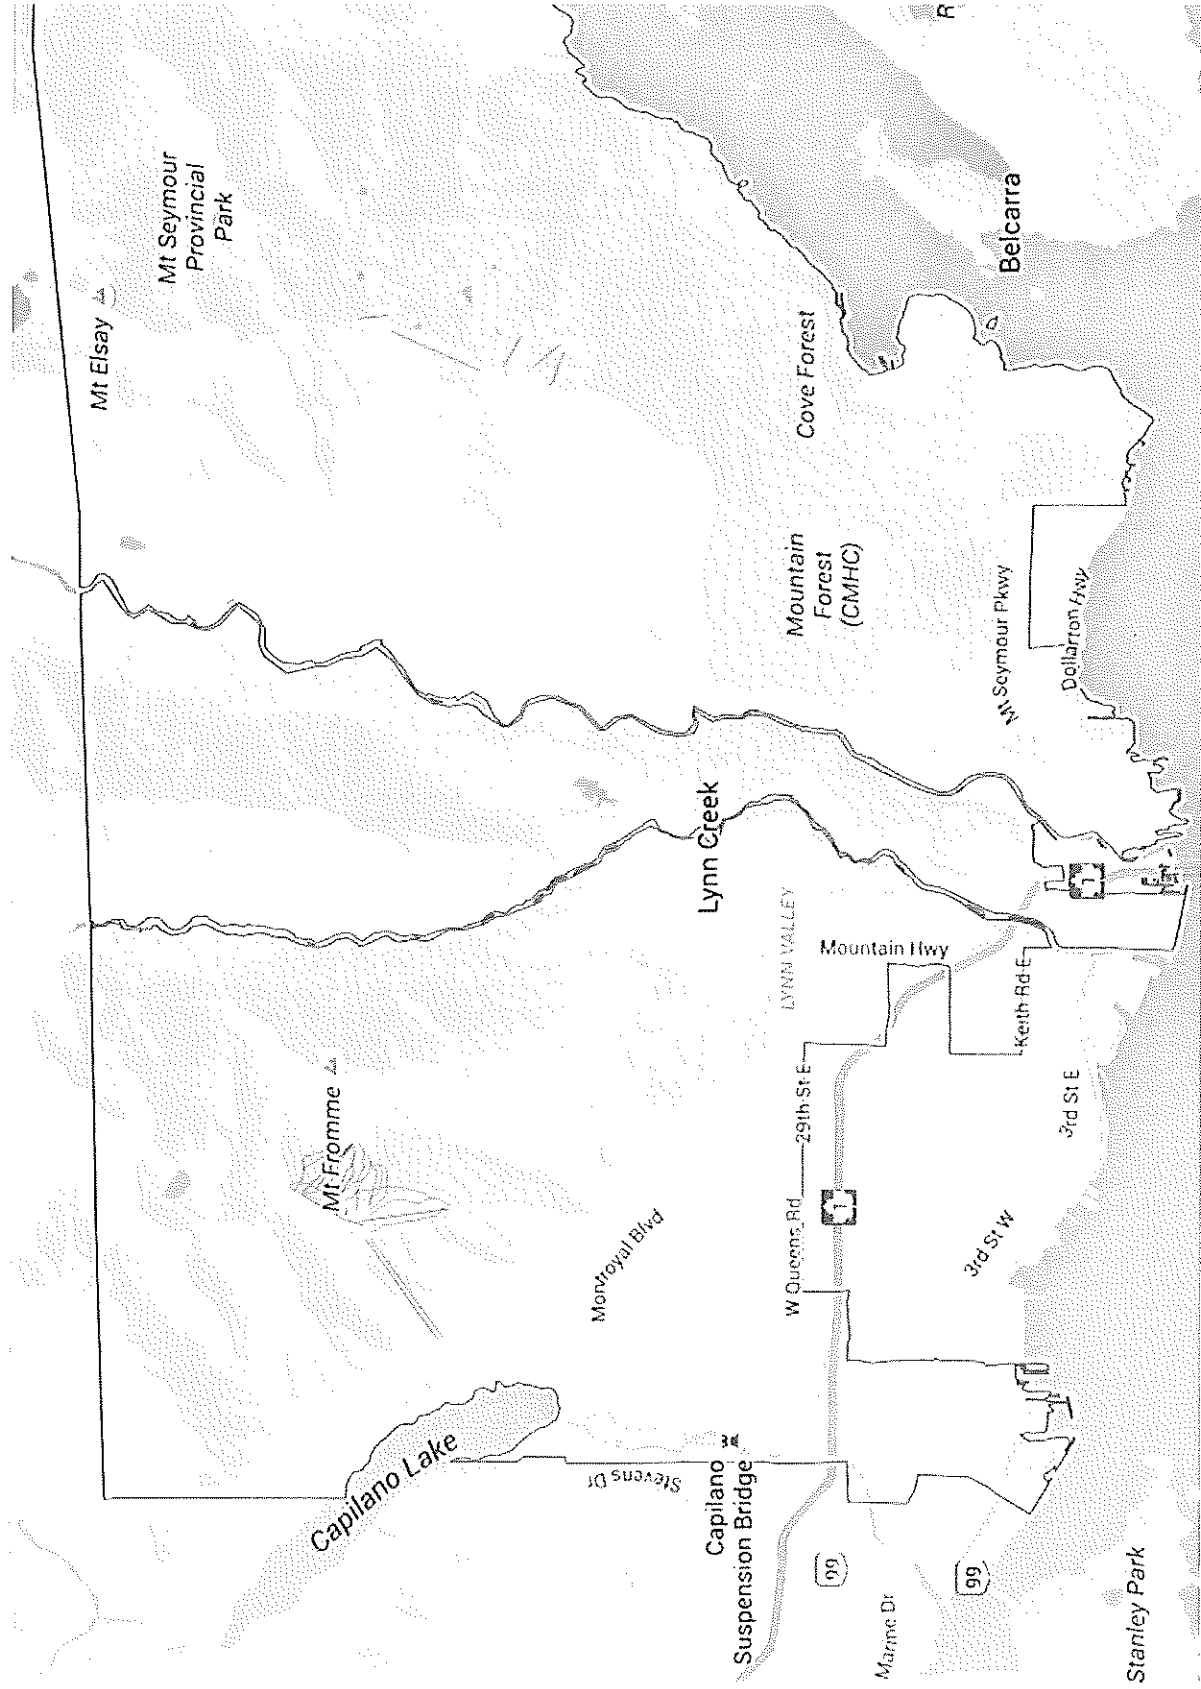 Mt Elsay
Mt Seymour
Provincial
Park
Mt Fromme
Capilano Lake
Montroyal Blvd
Stevens Dr
Lynn Creek
Capilano
Suspension Bridge
W Queens Rd
29th St E
LYNN VALLEY
Mountain
Forest
(CMHC)
Cove Forest
99
1
Mountain Hwy
Marine Dr
R
99
3rd St W
Mt Seymour Pkwy
Belcarra
Keith Rd E
3rd St E
Dollarton Hwy
1
Stanley Park